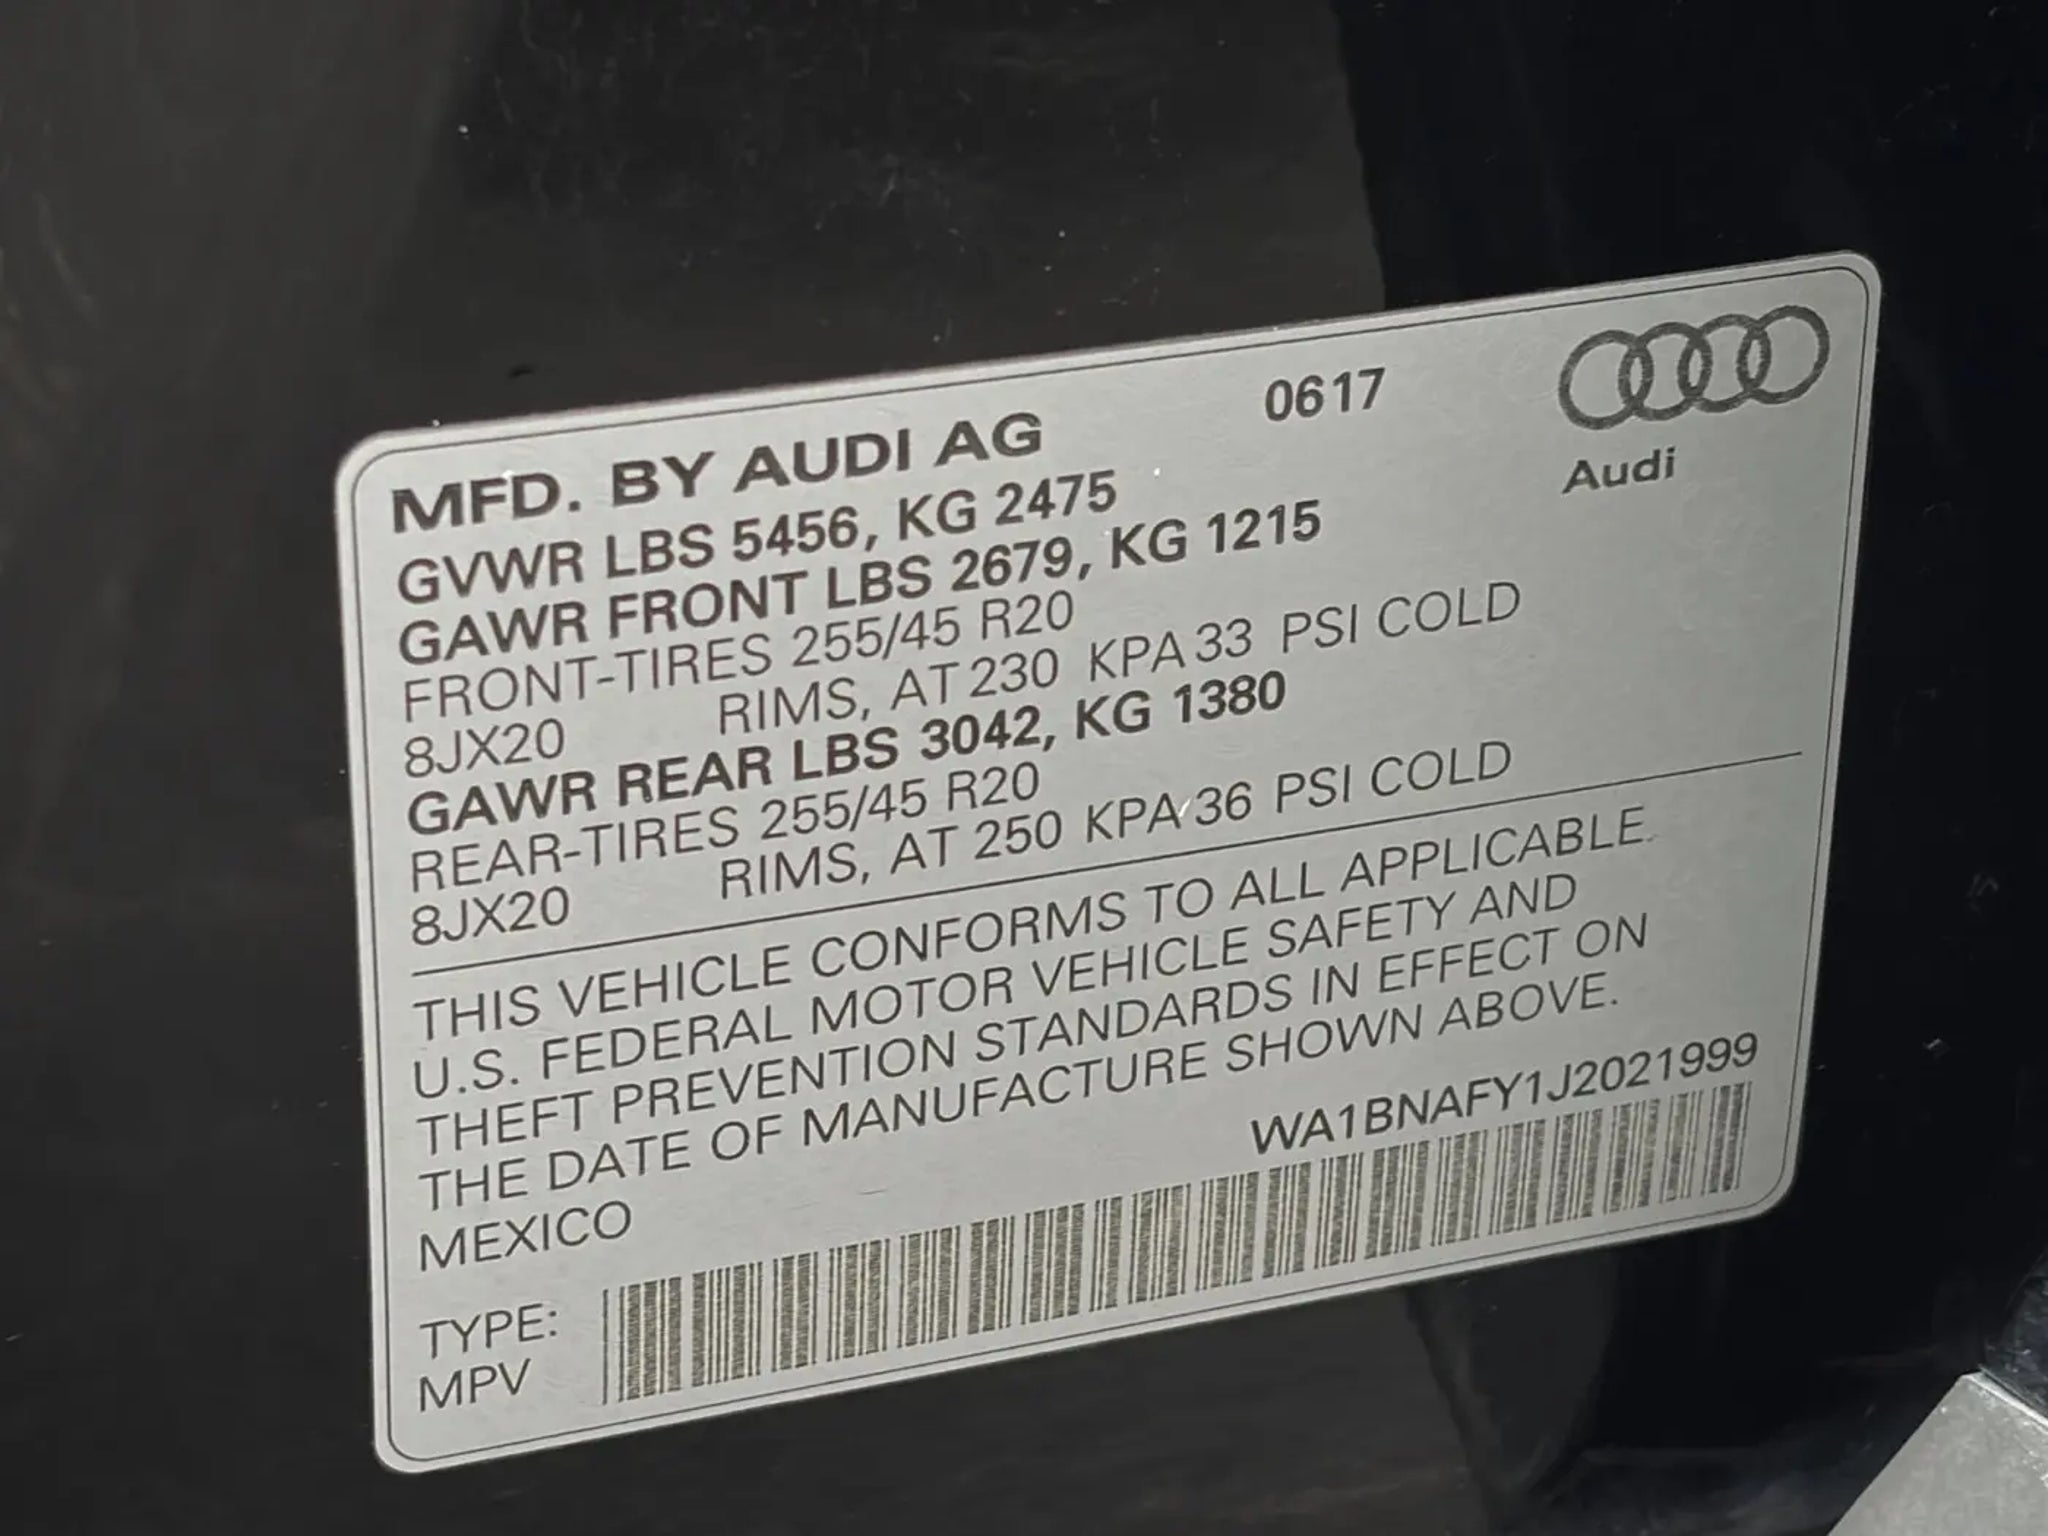 MFD. BY AUDI AG 0617
Audi
GVWR LBS 5456, KG 2475
GAWR FRONT LBS 2679, KG 1215
FRONT-TIRES 255/45 R20
8JX20 RIMS, AT 230 KPA 33 PSI COLD
GAWR REAR LBS 3042, KG 1380
REAR-TIRES 255/45 R20
8JX20 RIMS, AT 250 KPA 36 PSI COLD
THIS VEHICLE CONFORMS TO ALL APPLICABLE
U.S. FEDERAL MOTOR VEHICLE SAFETY AND
THEFT PREVENTION STANDARDS IN EFFECT ON
THE DATE OF MANUFACTURE SHOWN ABOVE.
MEXICO WA1BNAFY1J2021999
TYPE:
MPV